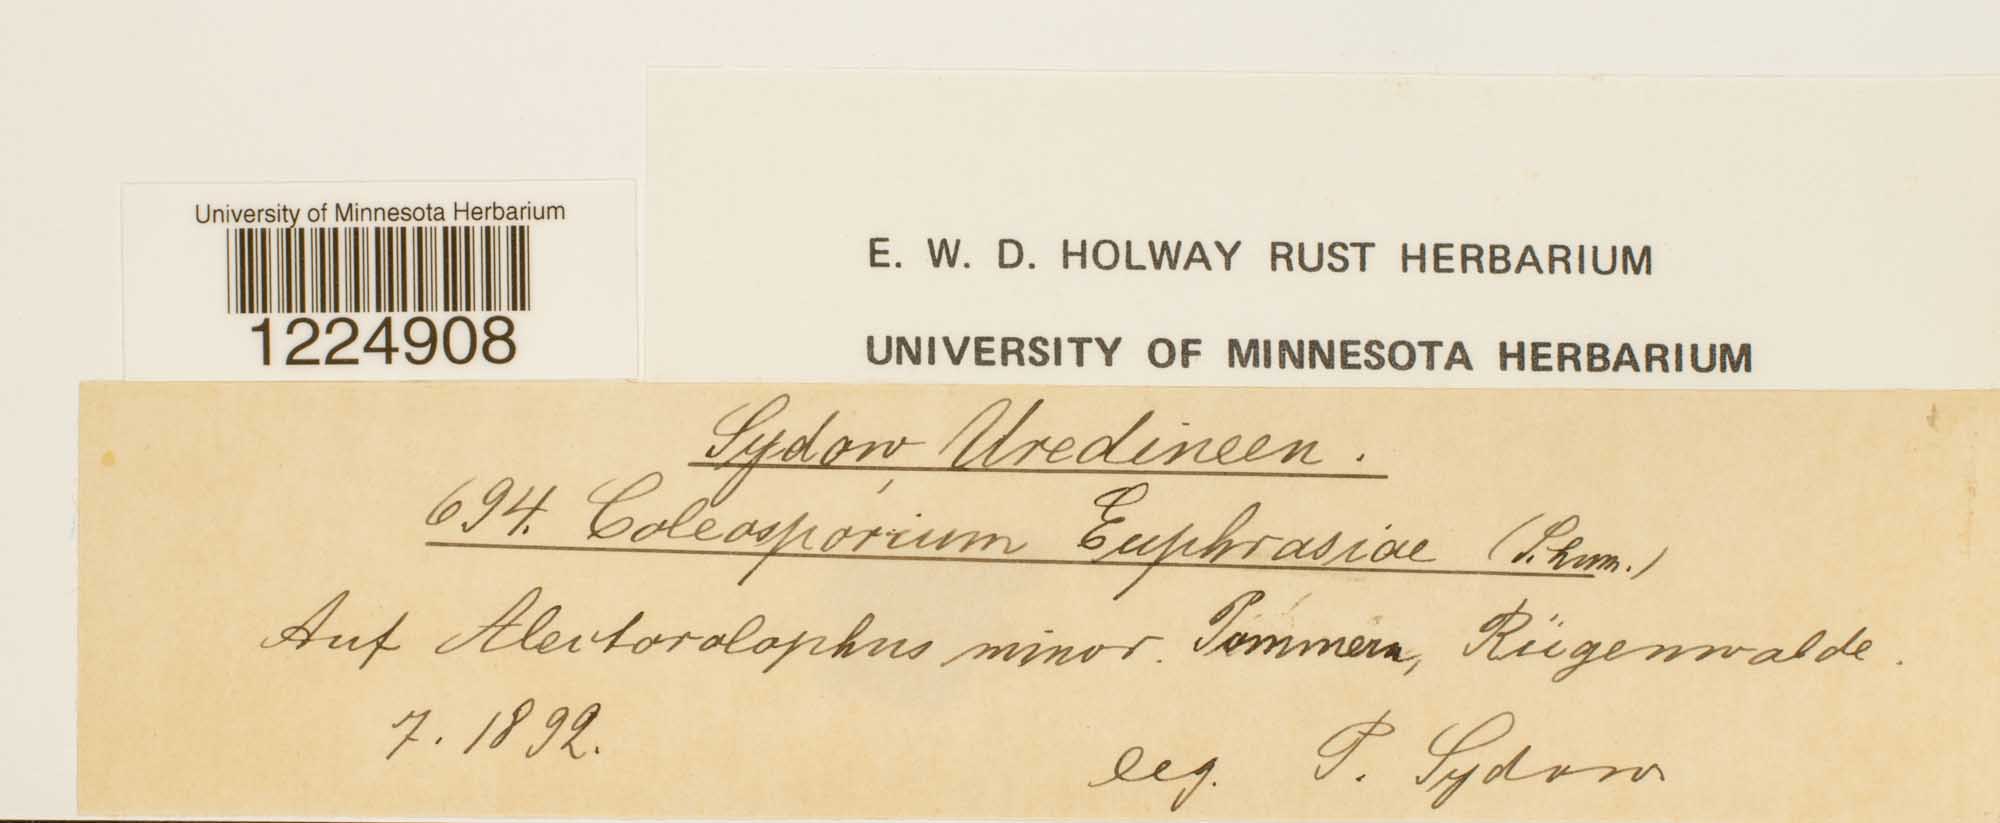 University of Minnesota Herbarium
1224908
E. W. D. HOLWAY RUST HERBARIUM
UNIVERSITY OF MINNESOTA HERBARIUM
Sydow, Uredineen.
694. Coleosporium Euphrasiae (Schum.)
Auf Alectorolophus minor. Pommern, Rügenwalde.
7. 1892.
leg. P. Sydow